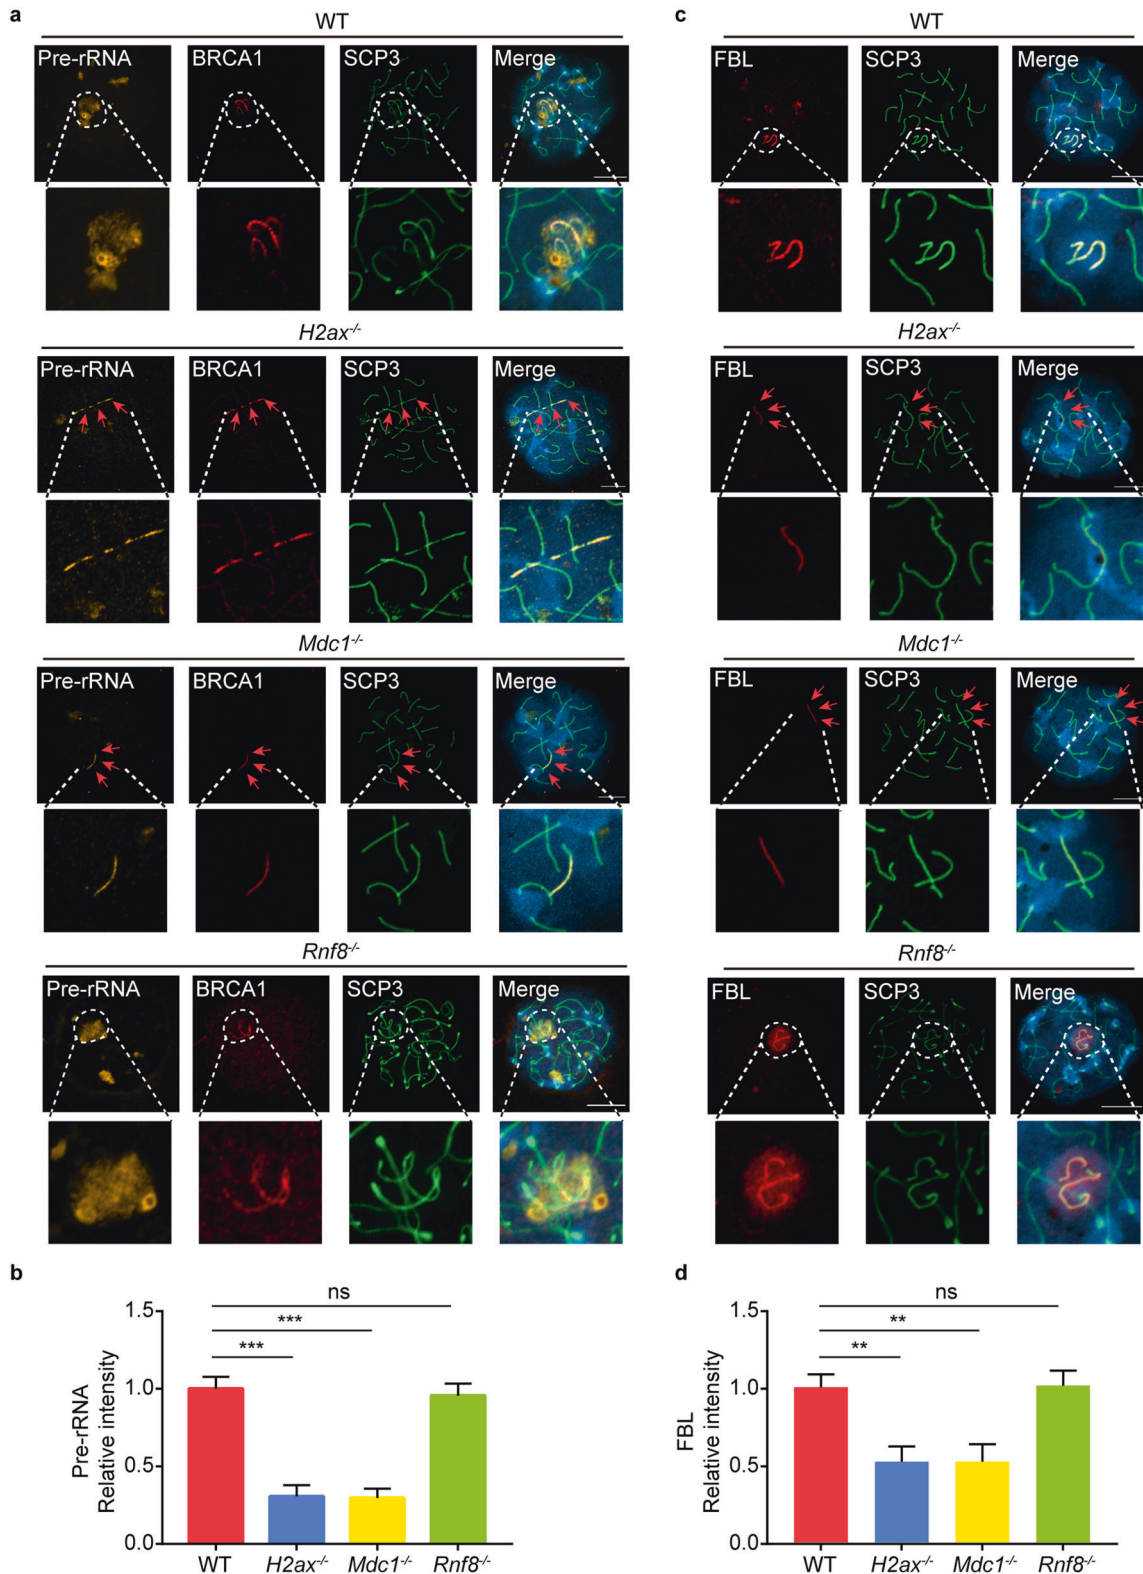 a
WT
Pre-rRNA BRCA1 SCP3 Merge
H2ax-/-
Pre-rRNA BRCA1 SCP3 Merge
Mdc1-/-
Pre-rRNA BRCA1 SCP3 Merge
Rnf8-/-
Pre-rRNA BRCA1 SCP3 Merge
c
WT
FBL SCP3 Merge
H2ax-/-
FBL SCP3 Merge
Mdc1-/-
FBL SCP3 Merge
Rnf8-/-
FBL SCP3 Merge
b
ns
***
***
1.5
1.0
0.5
0.0
Pre-rRNA
Relative intensity
WT H2ax-/- Mdc1-/- Rnf8-/-
d
ns
**
**
1.5
1.0
0.5
0.0
FBL
Relative intensity
WT H2ax-/- Mdc1-/- Rnf8-/-